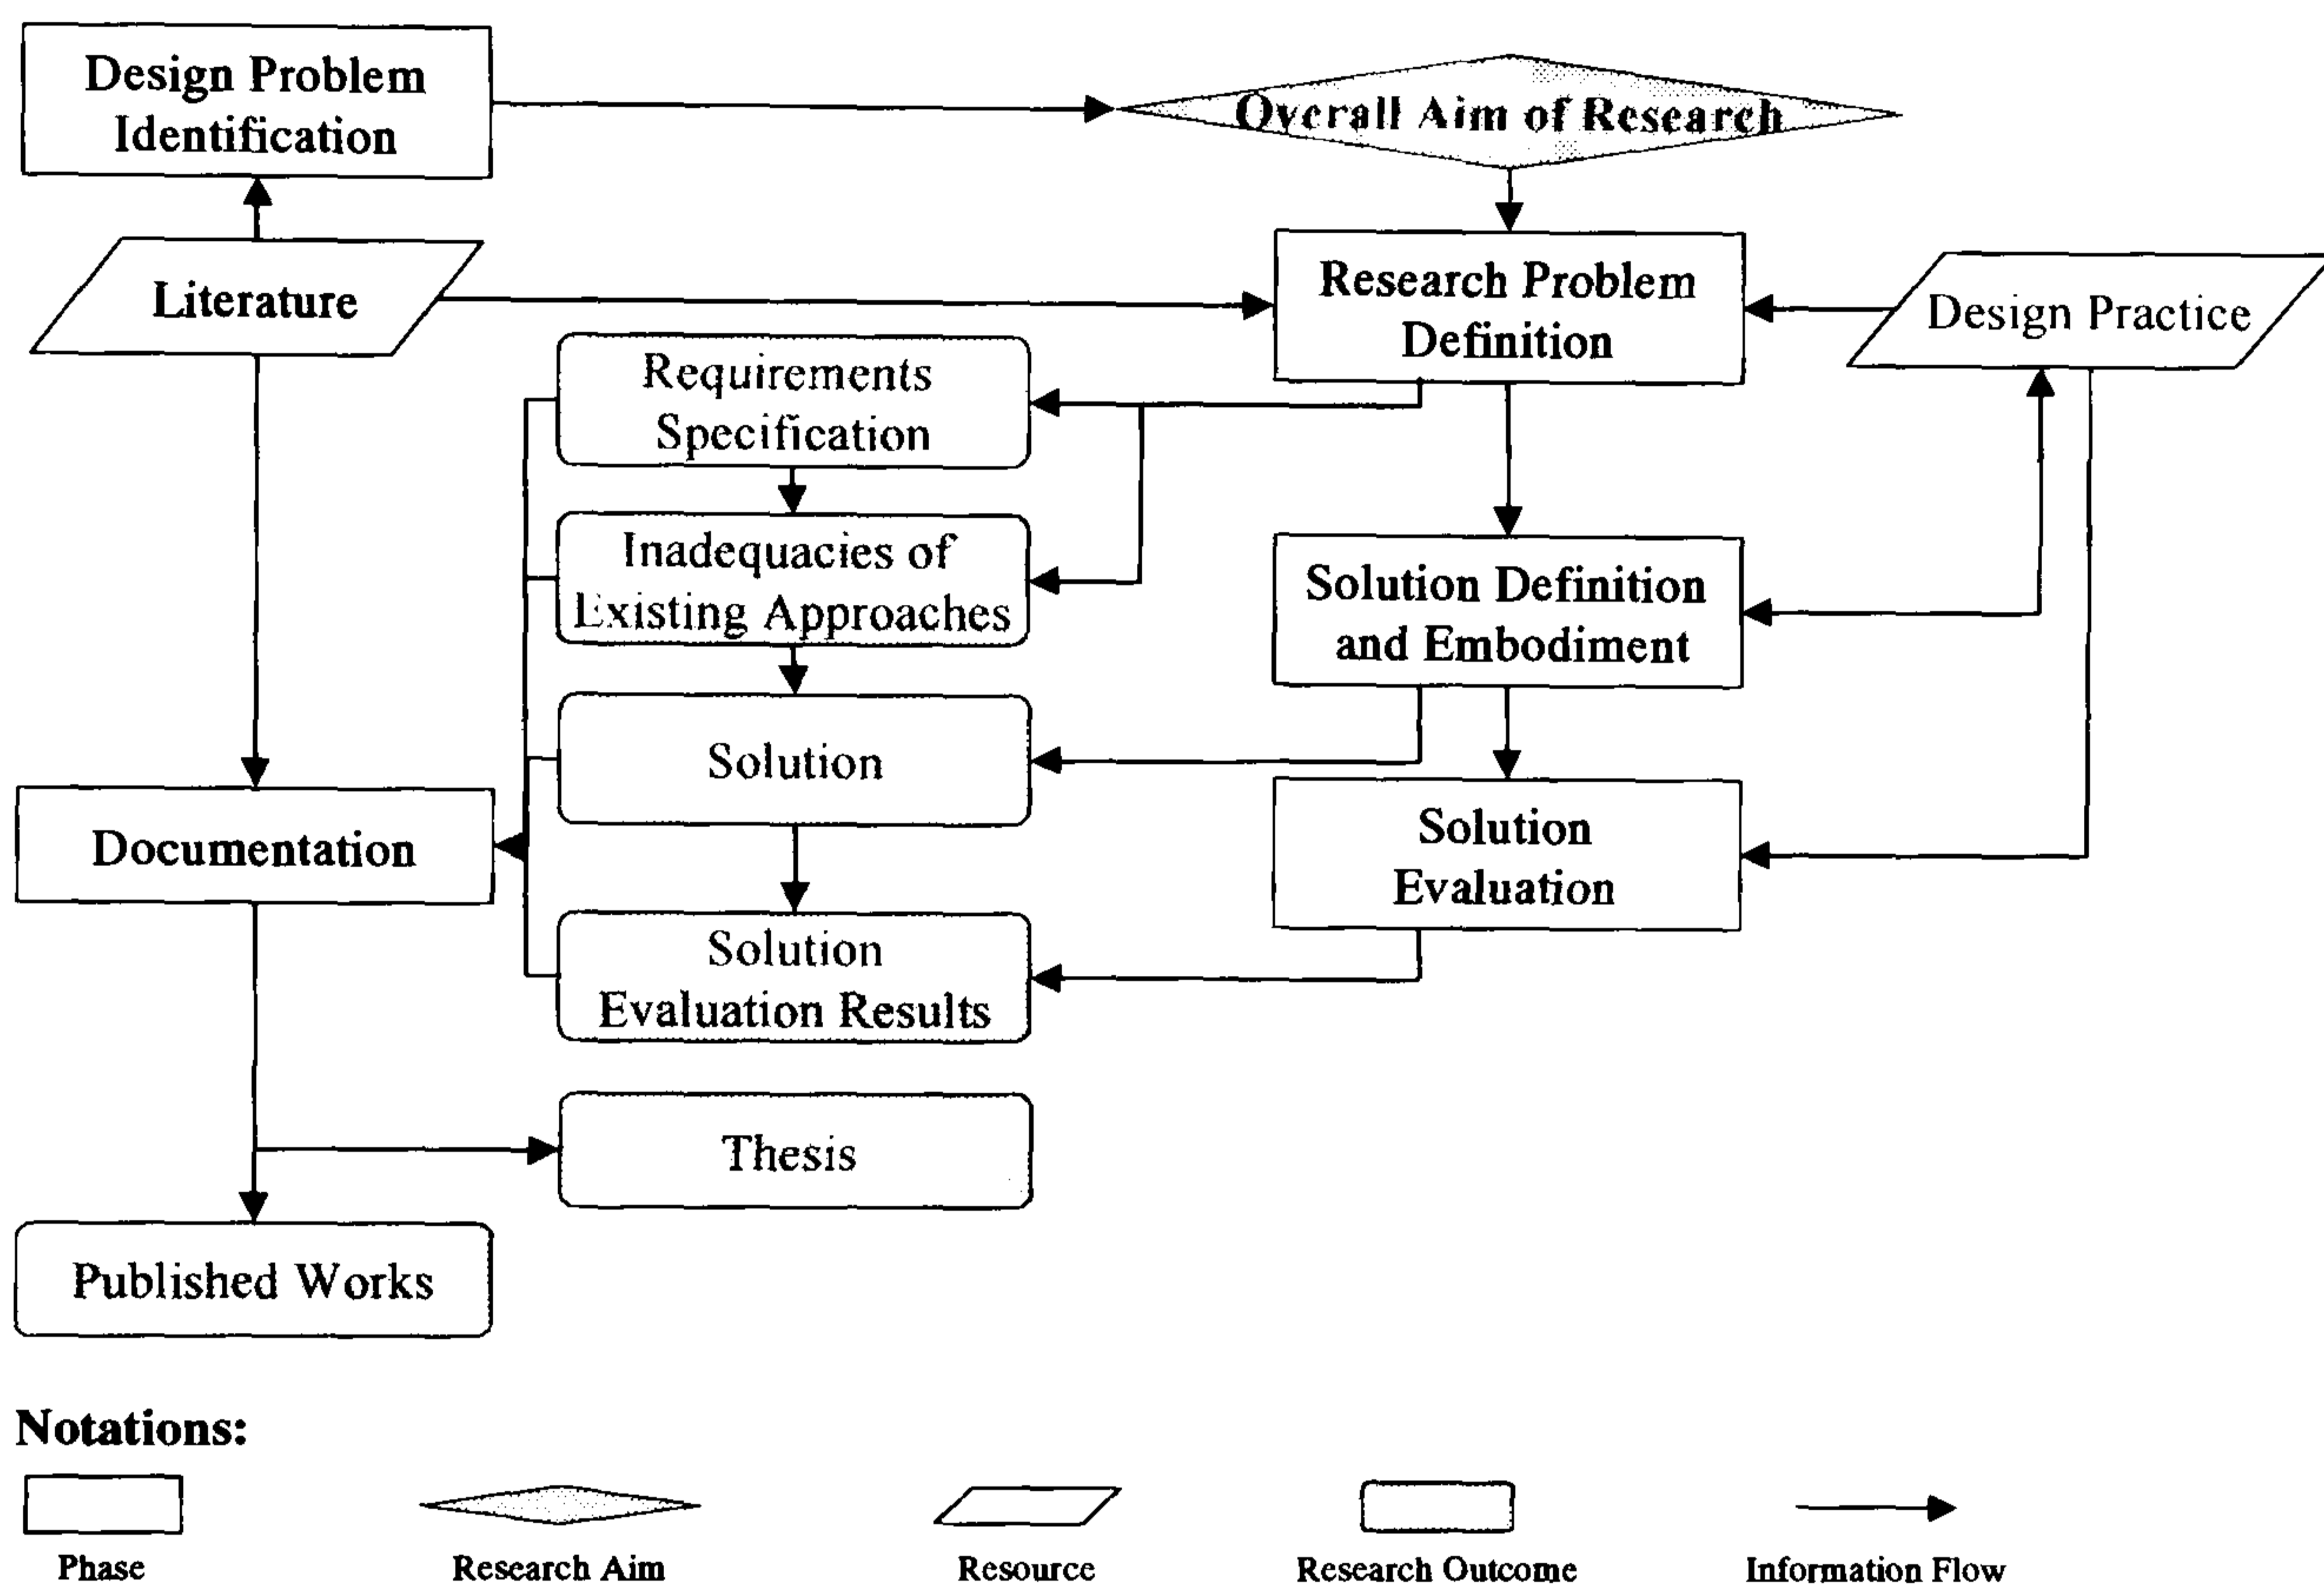 Design Problem
Identification
Overall Aim of Research
Literature
Research Problem
Definition
Design Practice
Requirements
Specification
Inadequacies of
Existing Approaches
Solution Definition
and Embodiment
Solution
Documentation
Solution
Evaluation
Solution
Evaluation Results
Thesis
Published Works
Notations:
Phase
Research Aim
Resource
Research Outcome
Information Flow